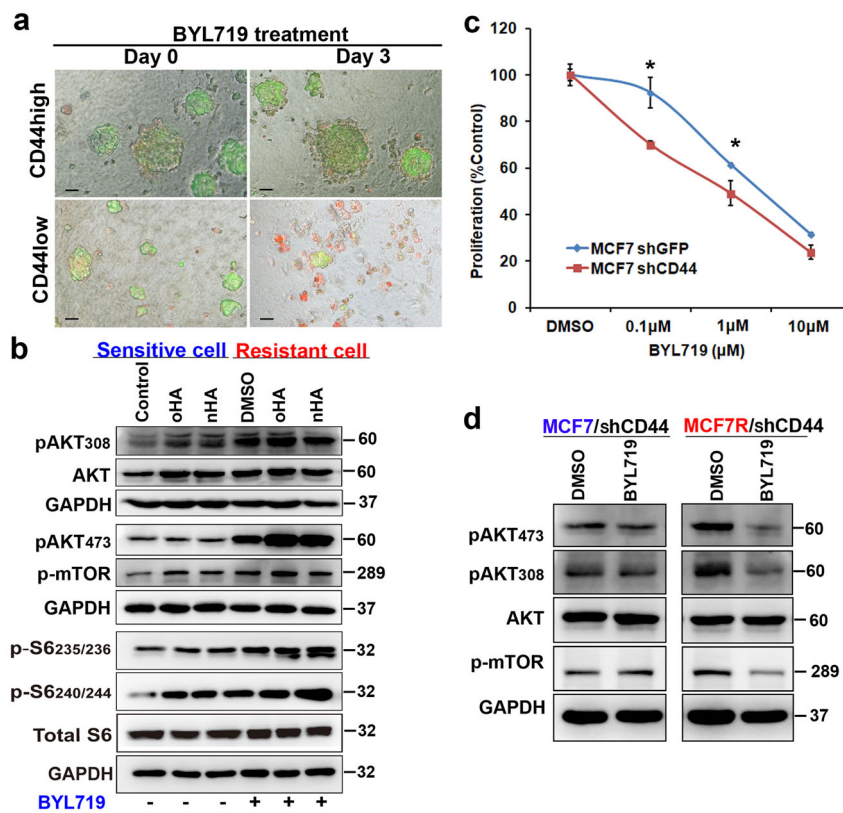 a
BYL719 treatment
Day 0 Day 3
CD44high
CD44low
b
Sensitive cell Resistant cell
Control oHA nHA DMSO oHA nHA
pAKT308 60
AKT 60
GAPDH 37
pAKT473 60
p-mTOR 289
GAPDH 37
p-S6235/236 32
p-S6240/244 32
Total S6 32
GAPDH 32
BYL719 - - - + + +
c
Proliferation (%Control)
120
100
80
60
40
20
0
* *
MCF7 shGFP
MCF7 shCD44
DMSO 0.1µM 1µM 10µM
BYL719 (µM)
d
MCF7/shCD44 MCF7R/shCD44
DMSO BYL719 DMSO BYL719
pAKT473 60
pAKT308 60
AKT 60
p-mTOR 289
GAPDH 37